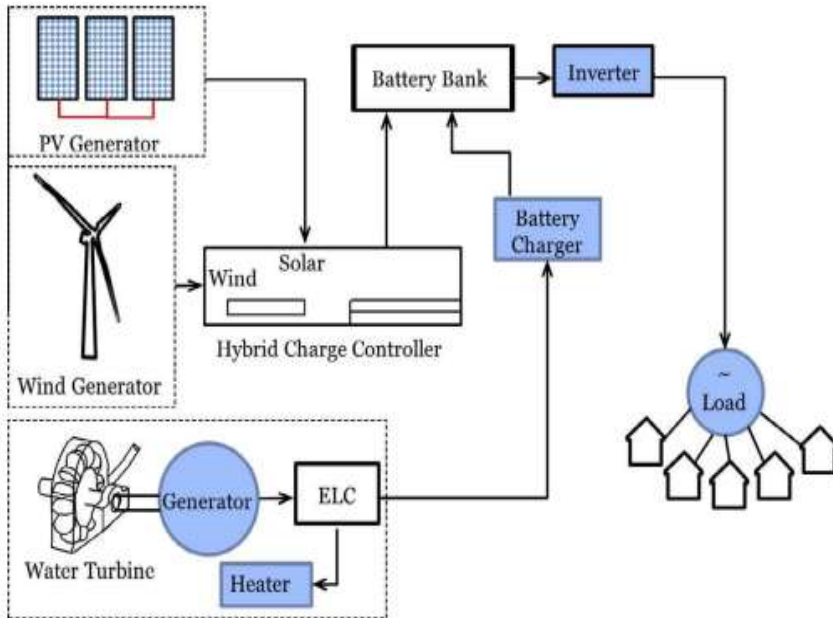 PV Generator
Battery Bank
Inverter
Battery
Charger
Solar
Wind
Hybrid Charge Controller
Wind Generator
~
Load
Generator
ELC
Water Turbine
Heater